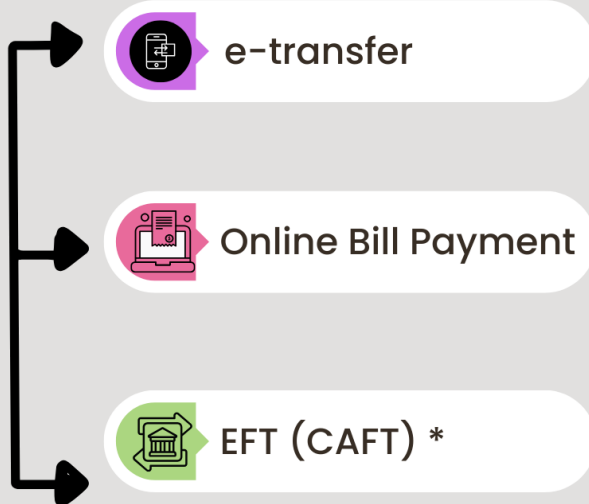 e-transfer
Online Bill Payment
EFT (CAFT) *